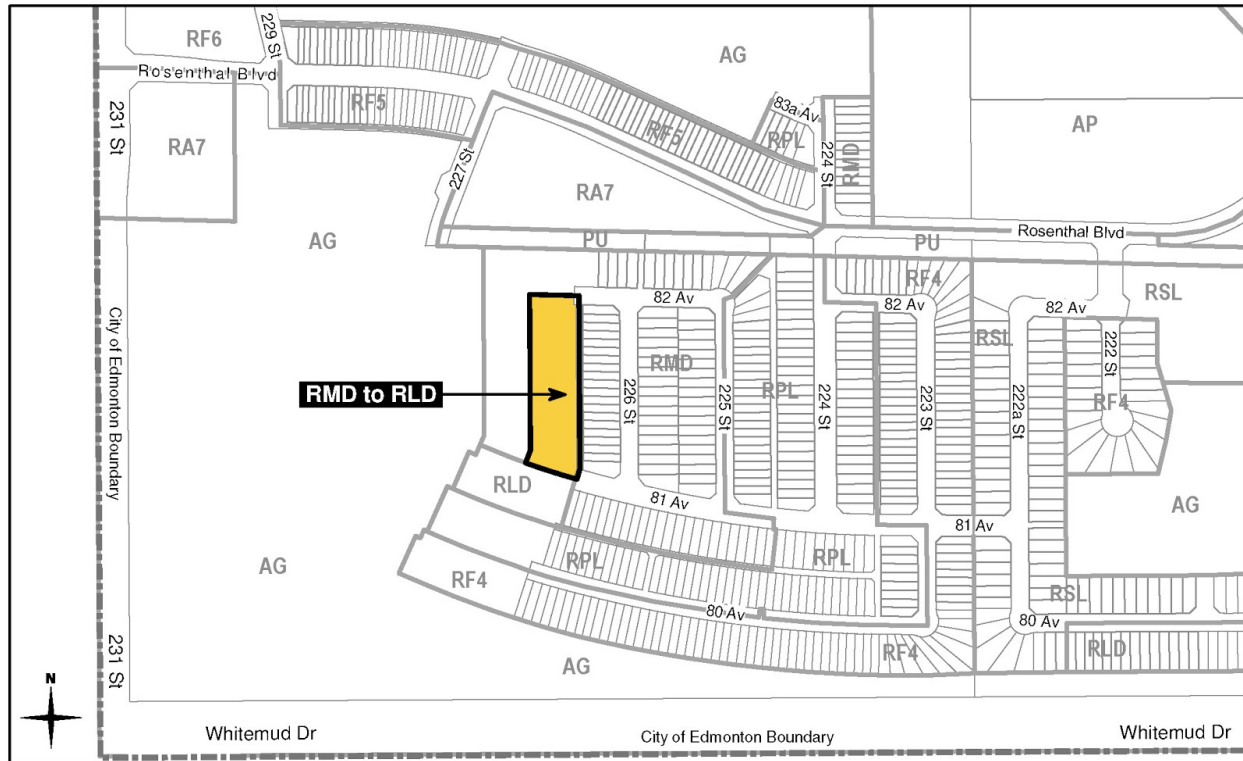 RF6
229 St
Rosenthal Blvd
AG
RF5
231 St
83a Av
AP
RA7
RPL
RF5
RMD
224 St
227 St
RA7
AG
PU
PU
Rosenthal Blvd
RF4
RSL
82 Av
82 Av
82 Av
RSL
RMD
222 St
City of Edmonton Boundary
RMD to RLD
226 St
225 St
RPL
224 St
223 St
222a St
RF4
RLD
81 Av
AG
81 Av
AG
RPL
RPL
RF4
RSL
80 Av
80 Av
231 St
AG
RF4
RLD
N
Whitemud Dr
City of Edmonton Boundary
Whitemud Dr